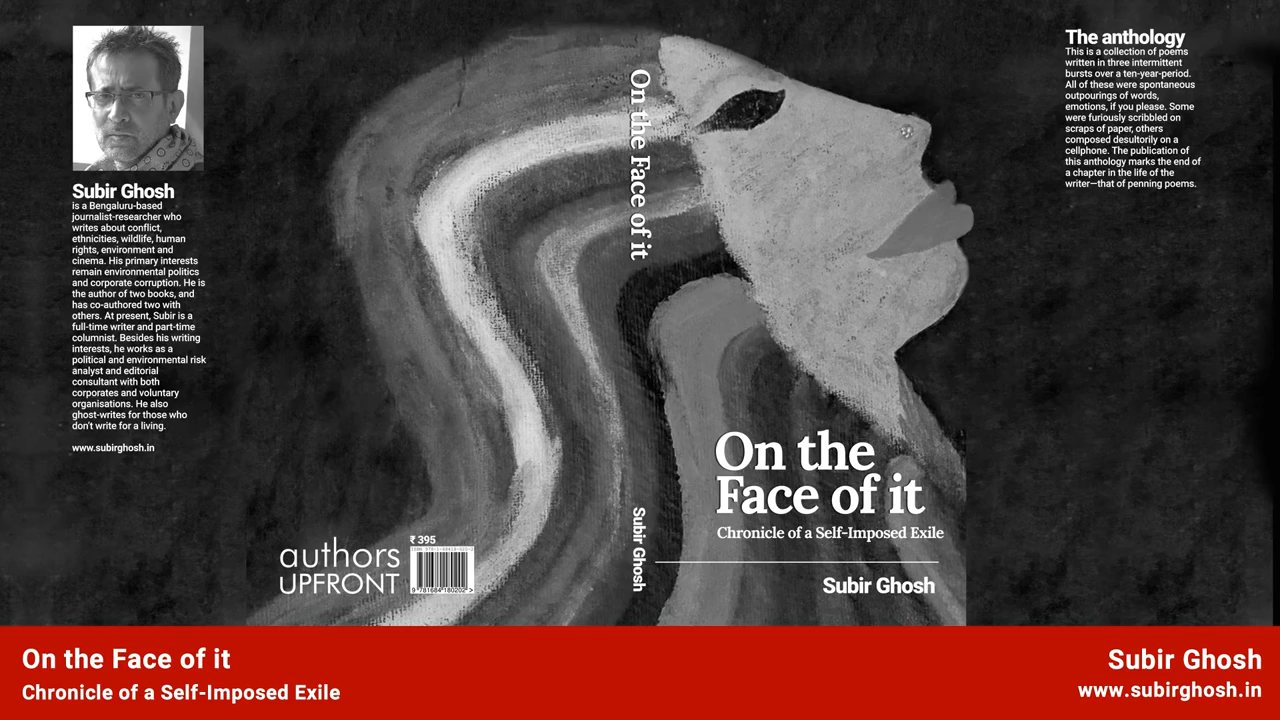 Subir Ghosh
is a Bengaluru-based
journalist-researcher who
writes about conflict,
ethnicities, wildlife, human
rights, environment and
cinema. His primary interests
remain environmental politics
and corporate corruption. He is
the author of two books, and
has co-authored two with
others. At present, Subir is a
full-time writer and part-time
columnist. Besides his writing
interests, he works as a
political and environmental risk
analyst and editorial
consultant with both
corporates and voluntary
organisations. He also
ghost-writes for those who
don't write for a living.
www.subirghosh.in
authors
UPFRONT
₹ 395
9 781684 180202 >
On the Face of it
Subir Ghosh
On the
Face of it
Chronicle of a Self-Imposed Exile
Subir Ghosh
The anthology
This is a collection of poems
written in three intermittent
bursts over a ten-year-period.
All of these were spontaneous
outpourings of words,
emotions, if you please. Some
were furiously scribbled on
scraps of paper, others
composed desultorily on a
cellphone. The publication of
this anthology marks the end of
a chapter in the life of the
writer—that of penning poems.
On the Face of it
Chronicle of a Self-Imposed Exile
Subir Ghosh
www.subirghosh.in